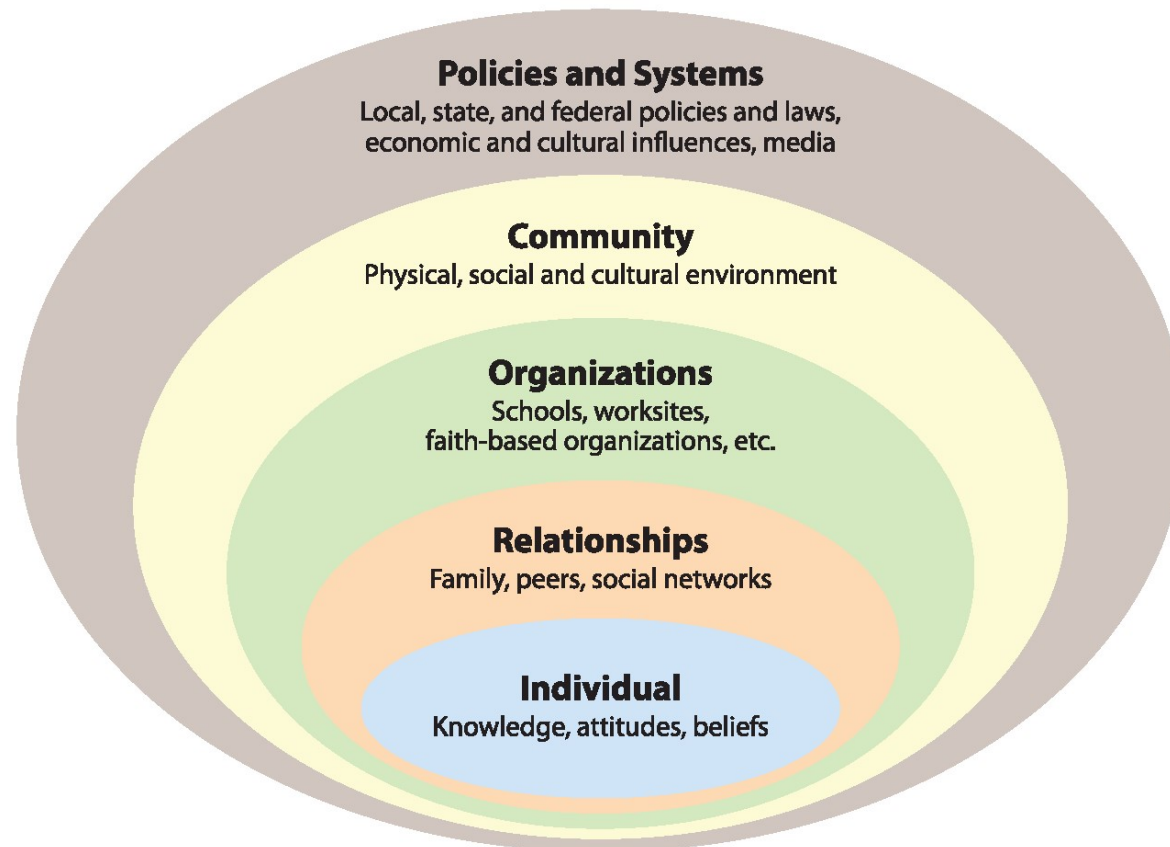 Policies and Systems
Local, state, and federal policies and laws,
economic and cultural influences, media
Community
Physical, social and cultural environment
Organizations
Schools, worksites,
faith-based organizations, etc.
Relationships
Family, peers, social networks
Individual
Knowledge, attitudes, beliefs